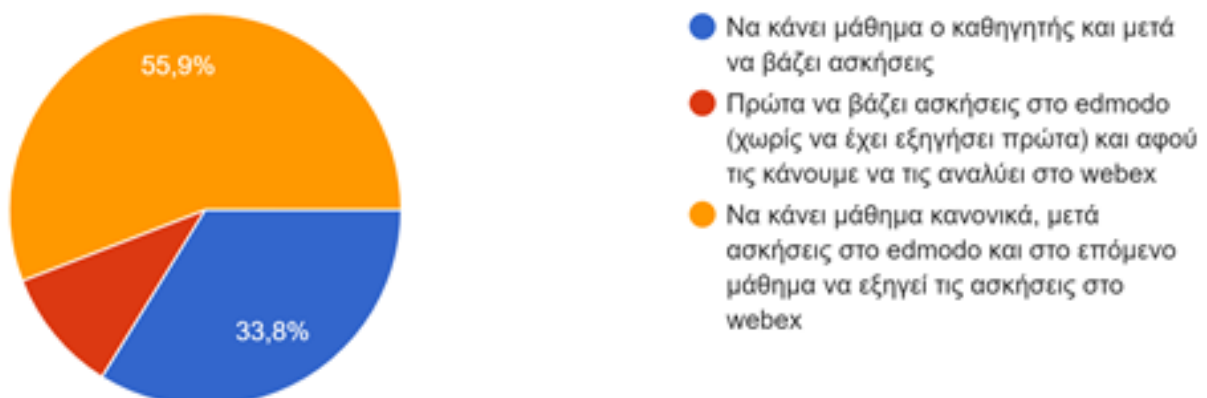 55,9%
33,8%
Να κάνει μάθημα ο καθηγητής και μετά
να βάζει ασκήσεις
Πρώτα να βάζει ασκήσεις στο edmodo
(χωρίς να έχει εξηγήσει πρώτα) και αφού
τις κάνουμε να τις αναλύει στο webex
Να κάνει μάθημα κανονικά, μετά
ασκήσεις στο edmodo και στο επόμενο
μάθημα να εξηγεί τις ασκήσεις στο
webex